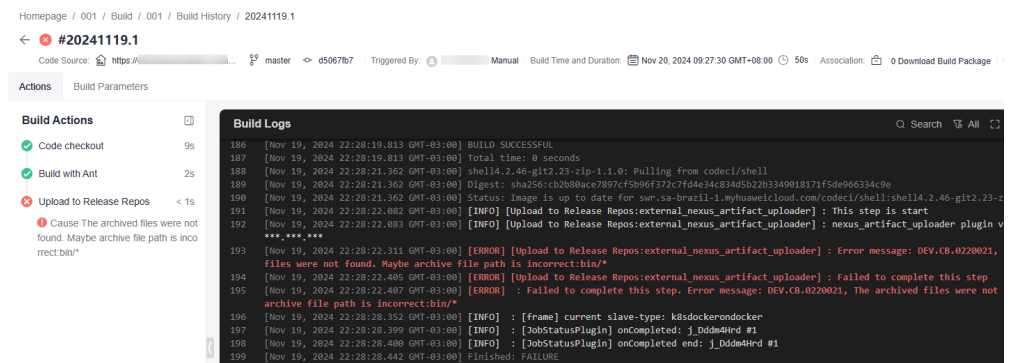 Homepage / 001 / Build / 001 / Build History / 20241119.1
#20241119.1
Code Source: https:// ... master d5067fb7 Triggered By: Manual Build Time and Duration: Nov 20, 2024 09:27:30 GMT+08:00 50s Association: 0 Download Build Package
Actions Build Parameters
Build Actions
Code checkout 9s
Build with Ant 2s
Upload to Release Repos < 1s
Cause The archived files were not
found. Maybe archive file path is inco
rrect:bin/*
Build Logs Search All
186 [Nov 19, 2024 22:28:19.813 GMT-03:00] BUILD SUCCESSFUL
187 [Nov 19, 2024 22:28:19.813 GMT-03:00] Total time: 0 seconds
188 [Nov 19, 2024 22:28:21.362 GMT-03:00] shell4.2.46-git2.23-zip-1.1.0: Pulling from codeci/shell
189 [Nov 19, 2024 22:28:21.362 GMT-03:00] Digest: sha256:cb2b80ace7897cf5b96f372c7fd4e34c834d5b22b3349018171f5de966334c9e
190 [Nov 19, 2024 22:28:21.362 GMT-03:00] Status: Image is up to date for swr.sa-brazil-1.myhuaweicloud.com/codeci/shell:shell4.2.46-git2.23-z
191 [Nov 19, 2024 22:28:22.082 GMT-03:00] [INFO] [Upload to Release Repos:external_nexus_artifact_uploader] : This step is start
192 [Nov 19, 2024 22:28:22.083 GMT-03:00] [INFO] [Upload to Release Repos:external_nexus_artifact_uploader] : nexus_artifact_uploader plugin v
***.***.***
193 [Nov 19, 2024 22:28:22.311 GMT-03:00] [ERROR] [Upload to Release Repos:external_nexus_artifact_uploader] : Error message: DEV.CB.0220021,
files were not found. Maybe archive file path is incorrect:bin/*
194 [Nov 19, 2024 22:28:22.405 GMT-03:00] [ERROR] [Upload to Release Repos:external_nexus_artifact_uploader] : Failed to complete this step
195 [Nov 19, 2024 22:28:22.407 GMT-03:00] [ERROR] : Failed to complete this step. Error message: DEV.CB.0220021, The archived files were not
archive file path is incorrect:bin/*
196 [Nov 19, 2024 22:28:28.352 GMT-03:00] [INFO] : [frame] current slave-type: k8sdockerondocker
197 [Nov 19, 2024 22:28:28.399 GMT-03:00] [INFO] : [JobStatusPlugin] onCompleted: j_Dddm4Hrd #1
198 [Nov 19, 2024 22:28:28.400 GMT-03:00] [INFO] : [JobStatusPlugin] onCompleted end: j_Dddm4Hrd #1
199 [Nov 19, 2024 22:28:28.442 GMT-03:00] Finished: FAILURE